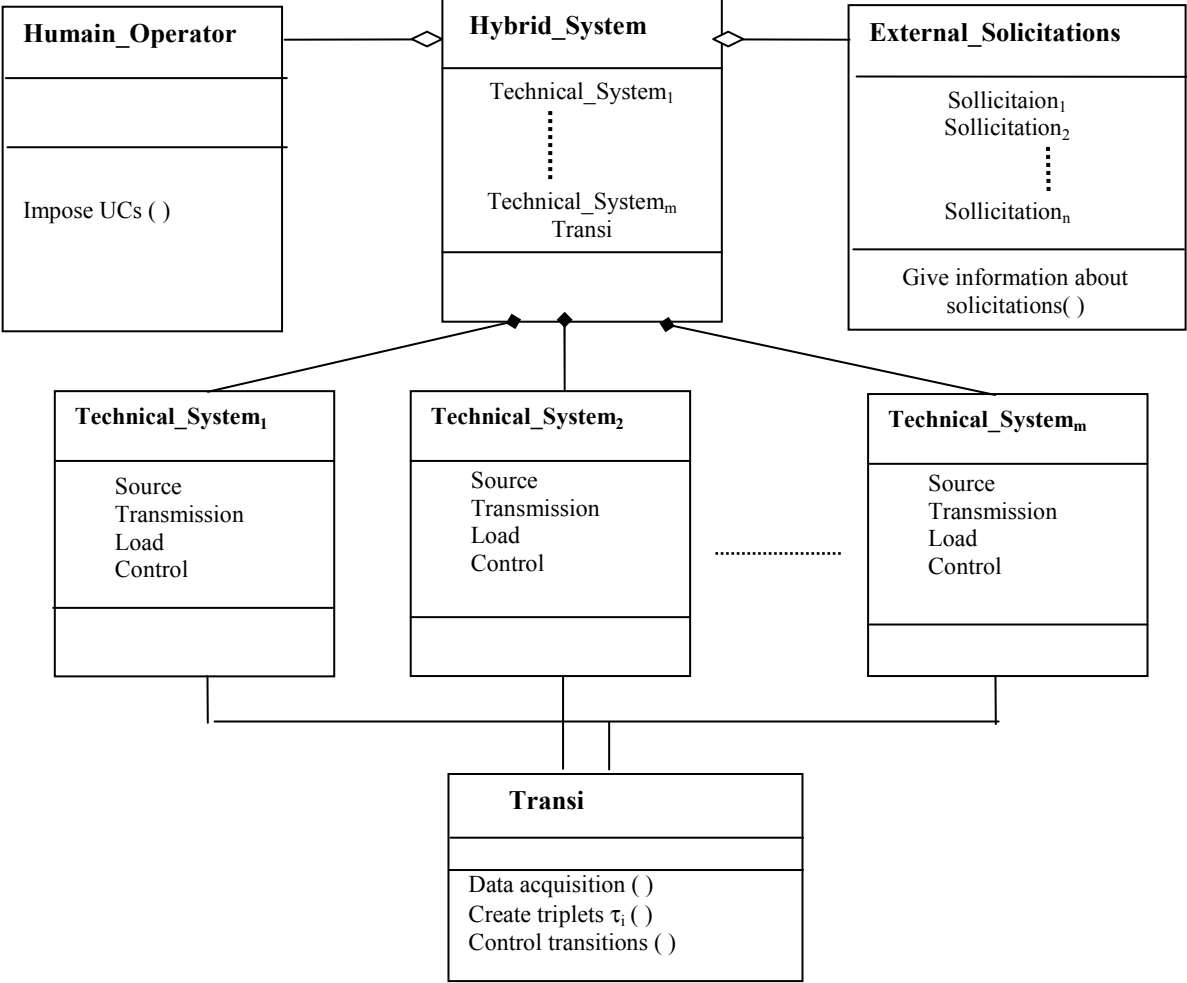 Humain_Operator
Impose UCs ( )
Hybrid_System
Technical_System₁
Technical_Systemₘ
Transi
External_Solicitations
Sollicitaion₁
Sollicitation₂
Sollicitationₙ
Give information about
solicitations( )
Technical_System₁
Source
Transmission
Load
Control
Technical_System₂
Source
Transmission
Load
Control
Technical_Systemₘ
Source
Transmission
Load
Control
Transi
Data acquisition ( )
Create triplets τᵢ ( )
Control transitions ( )